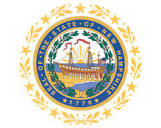 SEAL · OF · THE · STATE · OF · NEW · HAMPSHIRE
1776